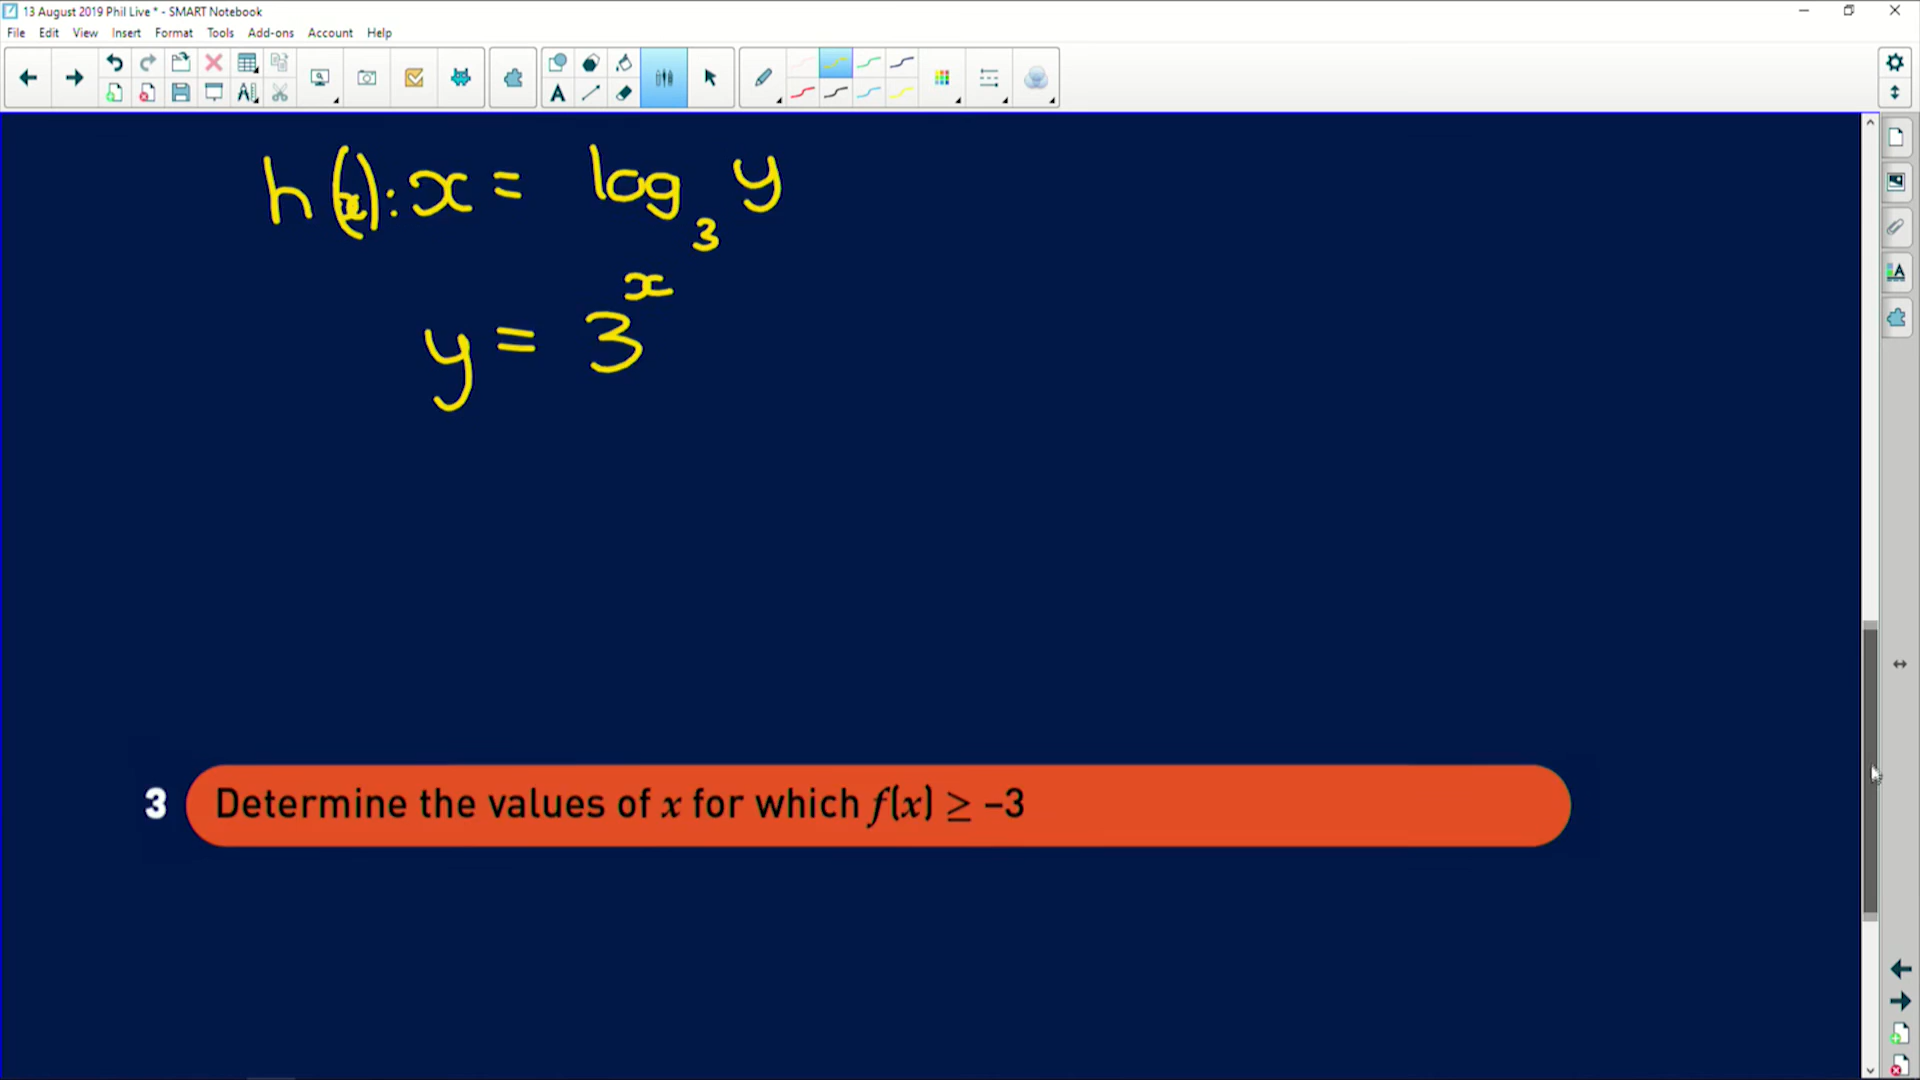 13 August 2019 Phil Live * - SMART Notebook
File Edit View Insert Format Tools Add-ons Account Help
h(x): x = log₃ y
y = 3ˣ
3 Determine the values of x for which f(x) ≥ –3